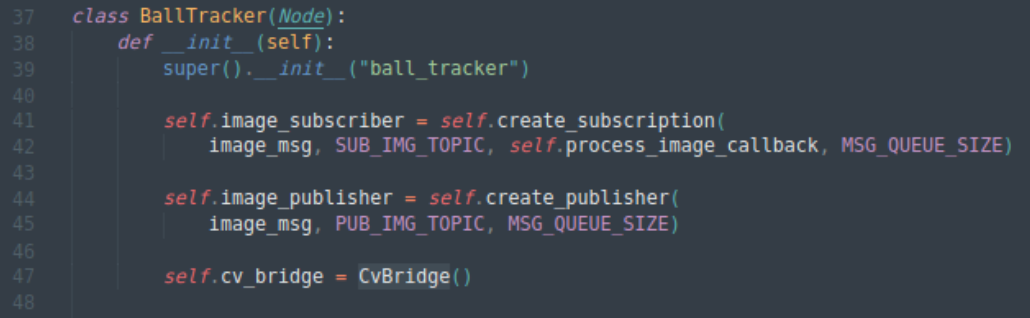 37 class BallTracker(Node):
38 def __init__(self):
39 super().__init__("ball_tracker")
40
41 self.image_subscriber = self.create_subscription(
42 image_msg, SUB_IMG_TOPIC, self.process_image_callback, MSG_QUEUE_SIZE)
43
44 self.image_publisher = self.create_publisher(
45 image_msg, PUB_IMG_TOPIC, MSG_QUEUE_SIZE)
46
47 self.cv_bridge = CvBridge()
48